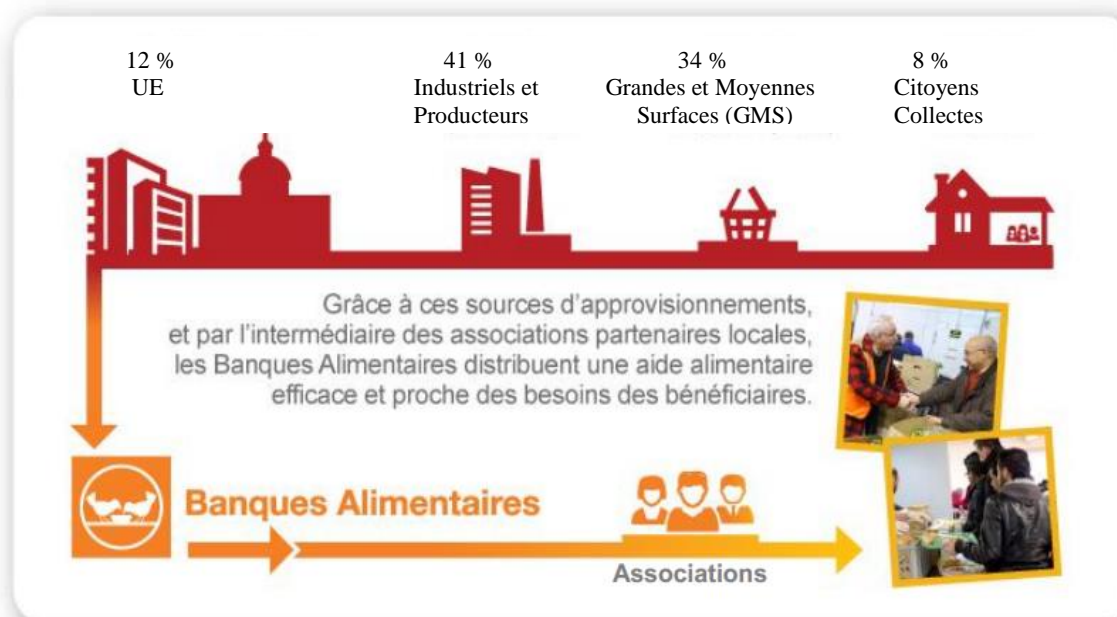 12 %
UE
41 %
Industriels et
Producteurs
34 %
Grandes et Moyennes
Surfaces (GMS)
8 %
Citoyens
Collectes
Grâce à ces sources d'approvisionnements,
et par l'intermédiaire des associations partenaires locales,
les Banques Alimentaires distribuent une aide alimentaire
efficace et proche des besoins des bénéficiaires.
Banques Alimentaires
Associations